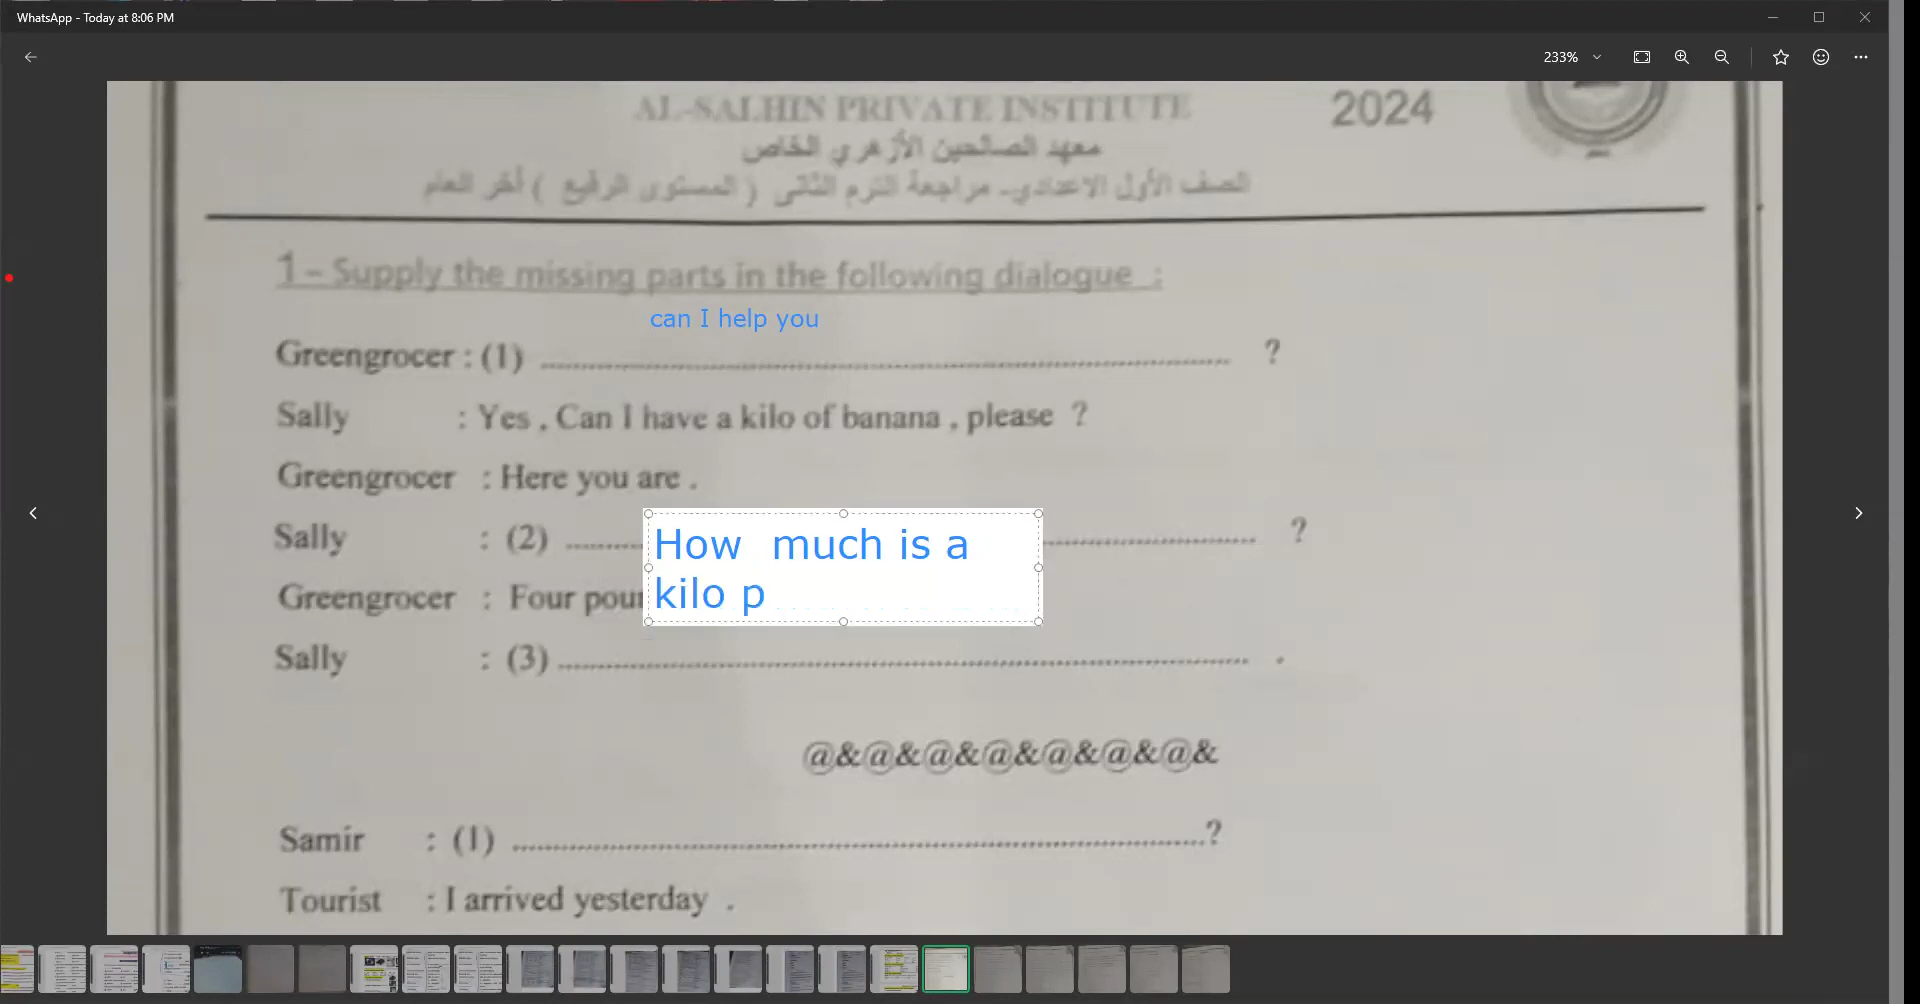 WhatsApp - Today at 8:06 PM
233%
AL-SALHIN PRIVATE INSTITUTE 2024
معهد الصالحين الأزهري الخاص
الصف الأول الاعدادي- مراجعة الترم الثانى ( المستوى الرفيع ) أخر العام
1 – Supply the missing parts in the following dialogue :
can I help you
Greengrocer : (1) .......... ?
Sally : Yes , Can I have a kilo of banana , please ?
Greengrocer : Here you are .
Sally : (2) .......... ?
How much is a
kilo p
Greengrocer : Four
Sally : (3) .......... .
@&@&@&@&@&@&@&
Samir : (1) ..........?
Tourist : I arrived yesterday .